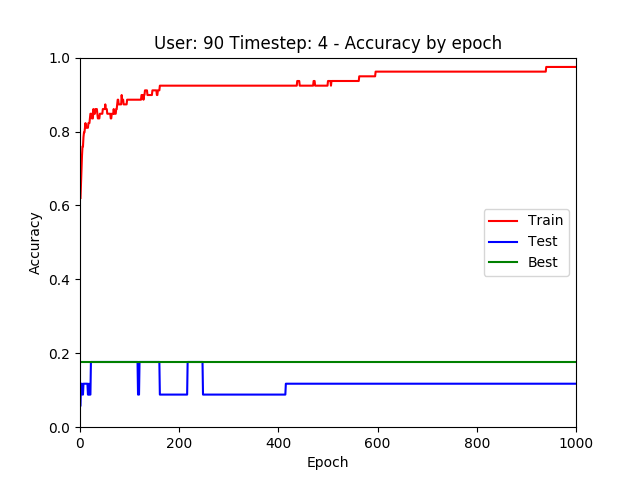 User: 90 Timestep: 4 - Accuracy by epoch
1.0
0.8
0.6
0.4
0.2
0.0
Accuracy
Train
Test
Best
0 200 400 600 800 1000
Epoch